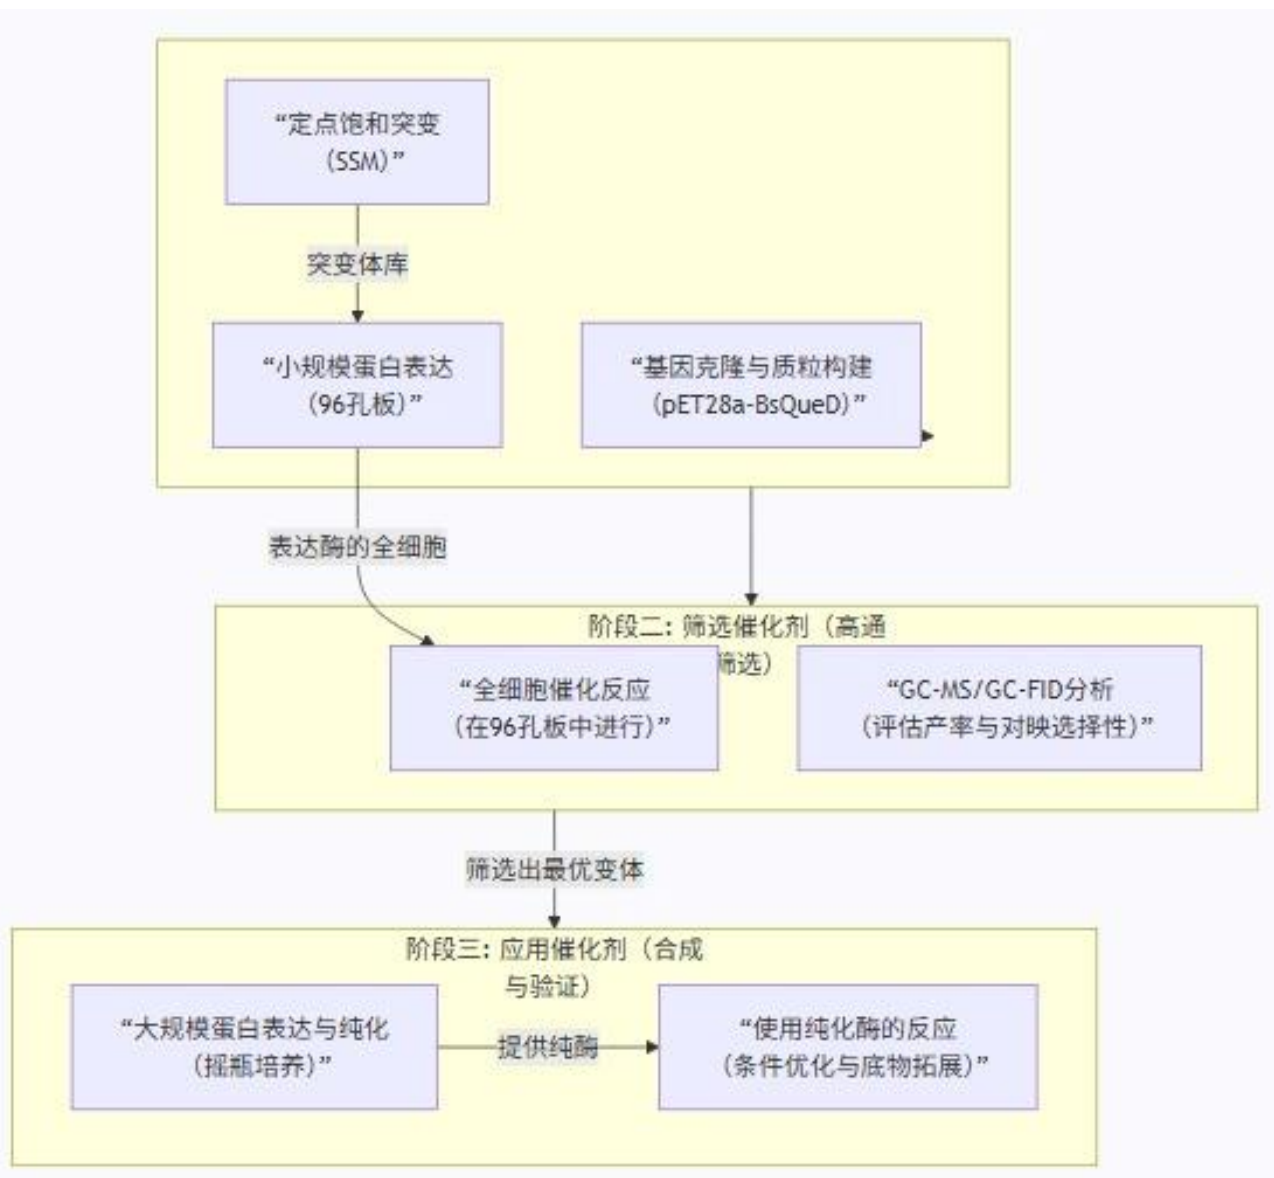 “定点饱和突变
（SSM）”
突变体库
“小规模蛋白表达
（96孔板）”
“基因克隆与质粒构建
（pET28a-BsQueD）”
表达酶的全细胞
阶段二: 筛选催化剂（高通
筛选）
“全细胞催化反应
（在96孔板中进行）”
“GC-MS/GC-FID分析
（评估产率与对映选择性）”
筛选出最优变体
阶段三: 应用催化剂（合成
与验证）
“大规模蛋白表达与纯化
（摇瓶培养）”
提供纯酶
“使用纯化酶的反应
（条件优化与底物拓展）”